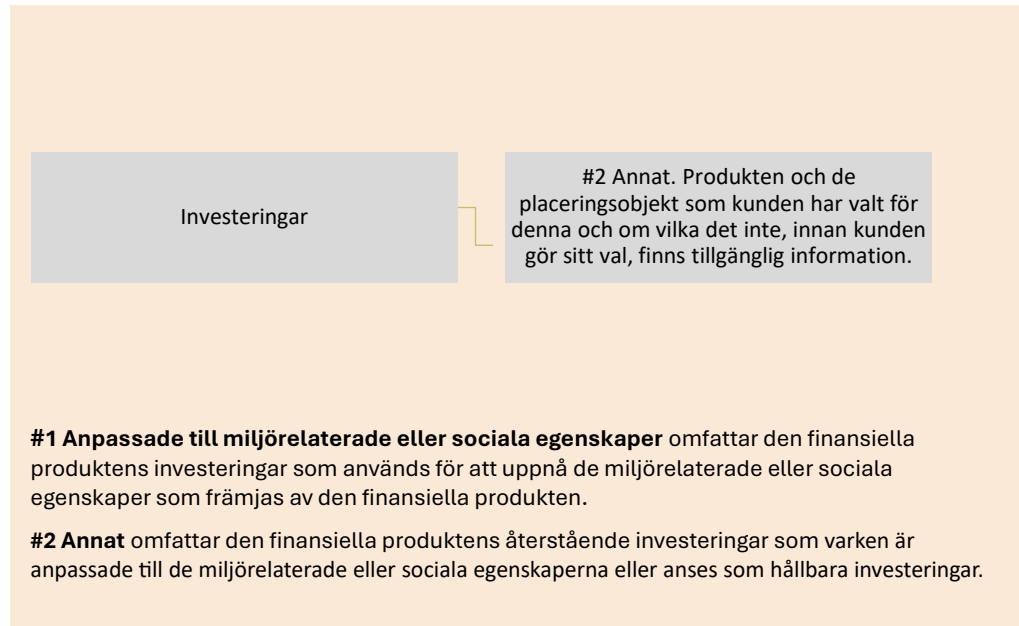 Investeringar
#2 Annat. Produkten och de
placeringsobjekt som kunden har valt för
denna och om vilka det inte, innan kunden
gör sitt val, finns tillgänglig information.
#1 Anpassade till miljörelaterade eller sociala egenskaper omfattar den finansiella
produktens investeringar som används för att uppnå de miljörelaterade eller sociala
egenskaper som främjas av den finansiella produkten.
#2 Annat omfattar den finansiella produktens återstående investeringar som varken är
anpassade till de miljörelaterade eller sociala egenskaperna eller anses som hållbara investeringar.